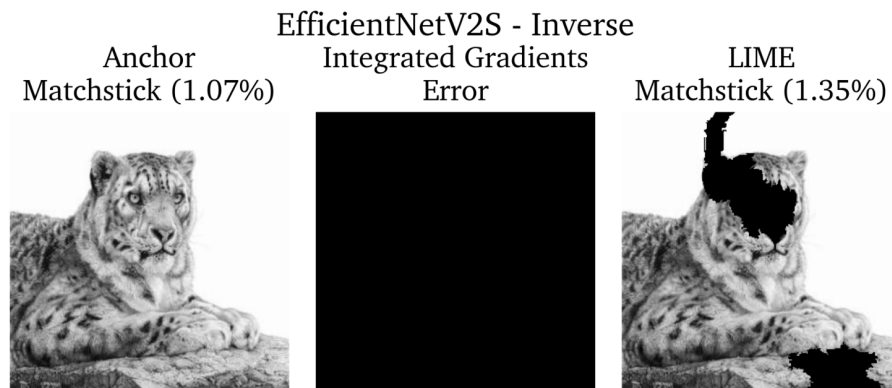 EfficientNetV2S - Inverse
Anchor
Matchstick (1.07%)
Integrated Gradients
Error
LIME
Matchstick (1.35%)